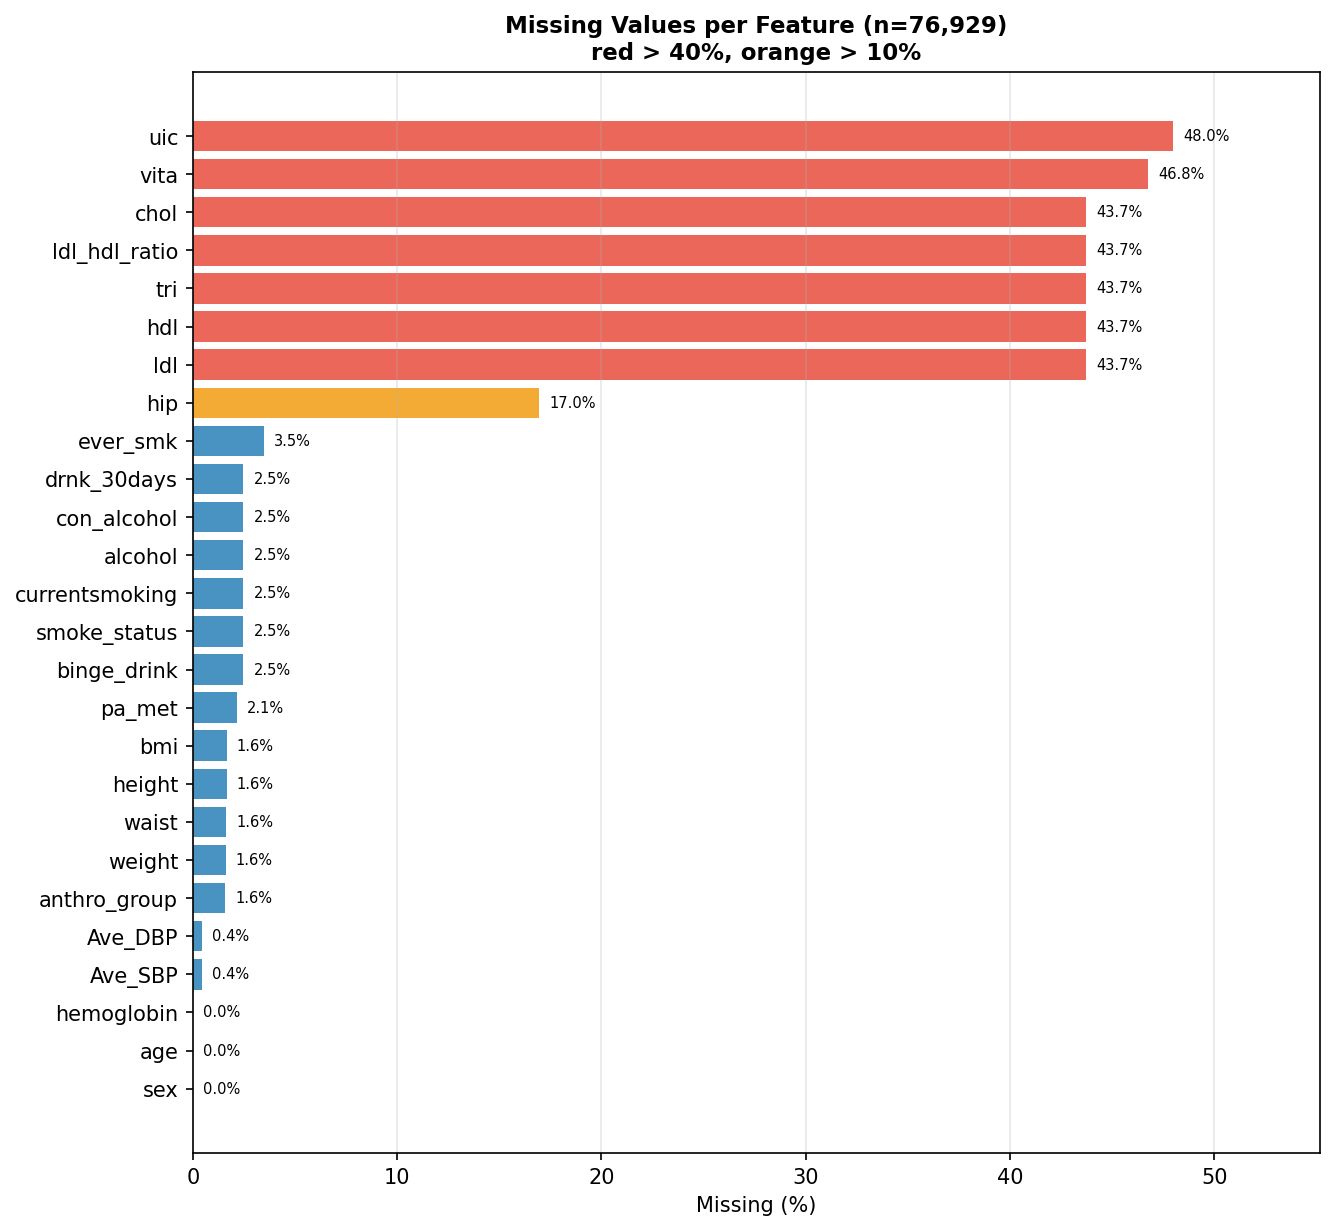 Missing Values per Feature (n=76,929)
red > 40%, orange > 10%
uic 48.0%
vita 46.8%
chol 43.7%
ldl_hdl_ratio 43.7%
tri 43.7%
hdl 43.7%
ldl 43.7%
hip 17.0%
ever_smk 3.5%
drnk_30days 2.5%
con_alcohol 2.5%
alcohol 2.5%
currentsmoking 2.5%
smoke_status 2.5%
binge_drink 2.5%
pa_met 2.1%
bmi 1.6%
height 1.6%
waist 1.6%
weight 1.6%
anthro_group 1.6%
Ave_DBP 0.4%
Ave_SBP 0.4%
hemoglobin 0.0%
age 0.0%
sex 0.0%
0 10 20 30 40 50
Missing (%)